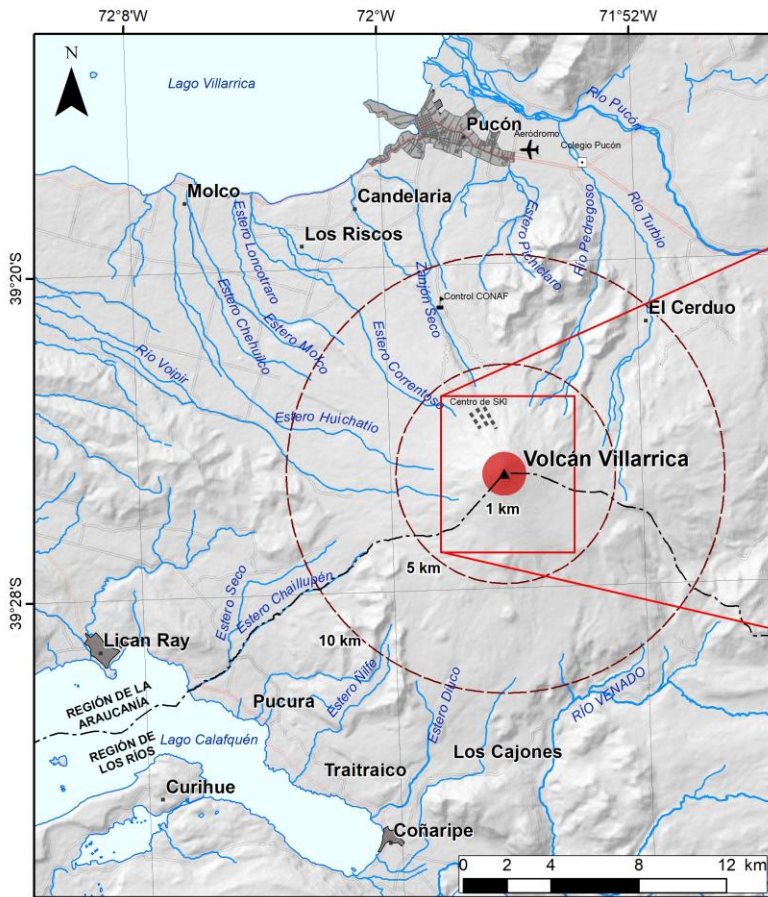 72°8'W
72°W
71°52'W
N
Lago Villarrica
Río Pucón
Pucón
Aeródromo
Colegio Pucón
Molco
Candelaria
Los Riscos
Estero Loncotraro
Estero Pichiclaro
Río Pedregoso
Río Turbio
39°20'S
Zanjón Seco
Control CONAF
El Cerduo
Estero Chehuilco
Estero Molco
Río Voipir
Estero Correntoso
Centro de SKI
Estero Huichatio
Volcán Villarrica
1 km
5 km
39°28'S
Estero Seco
Estero Chaillupén
10 km
Lican Ray
REGIÓN DE LA
ARAUCANÍA
REGIÓN DE
LOS RÍOS
Pucura
Estero Ñilfe
Estero Diuco
RÍO VENADO
Lago Calafquén
Los Cajones
Traitraico
Curihue
Coñaripe
0 2 4 8 12 km